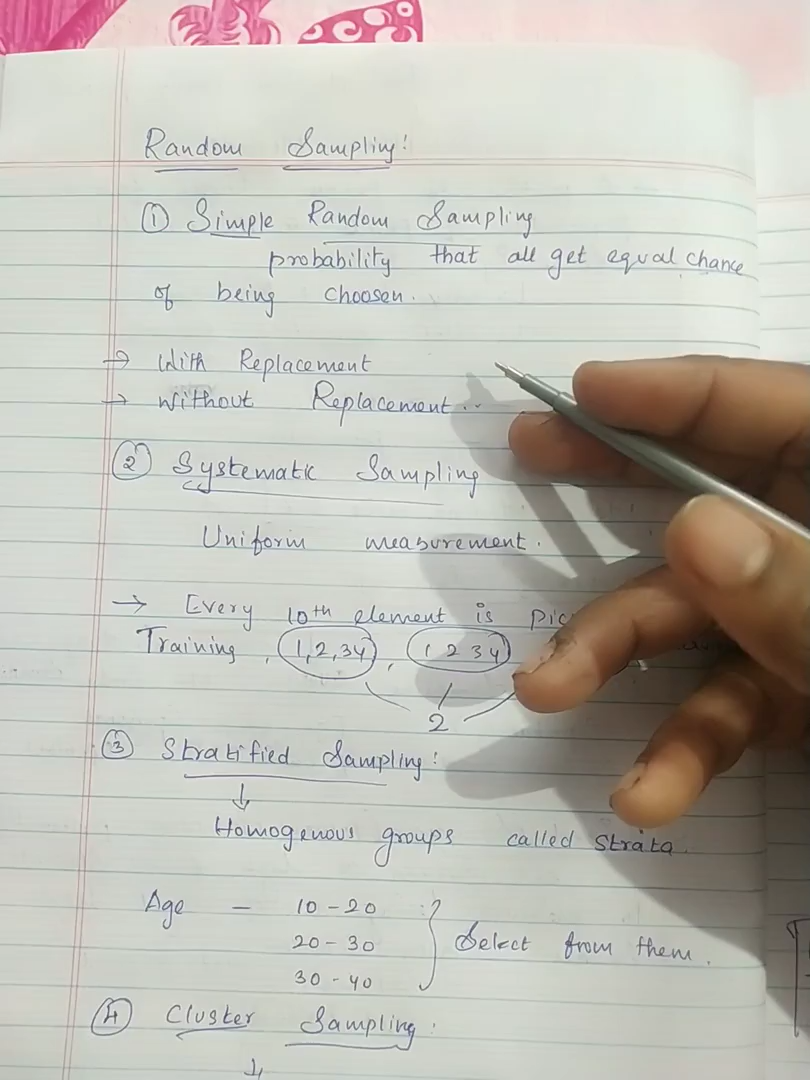 Random Sampling:
① Simple Random Sampling
probability that all get equal chance
of being choosen.
→ With Replacement
→ Without Replacement..
② Systematic Sampling
Uniform measurement.
→ Every 10th element is
Training, 1,2,34, 1 2 3 4
2
③ Stratified Sampling:
↓
Homogenous groups called strata.
Age - 10-20
20-30 } Select from them.
30-40
④ Cluster Sampling:
↓